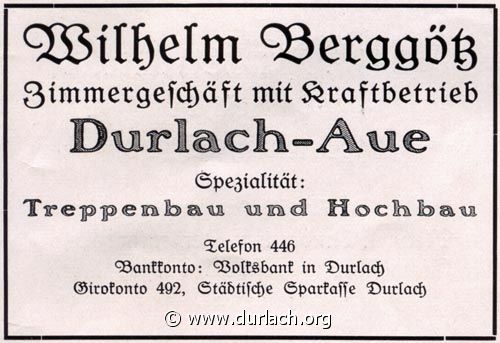 Wilhelm Berggötz
Zimmergeschäft mit Kraftbetrieb
Durlach-Aue
Spezialität:
Treppenbau und Hochbau
Telefon 446
Bankkonto: Volksbank in Durlach
Girokonto 492, Städtische Sparkasse Durlach
© www.durlach.org